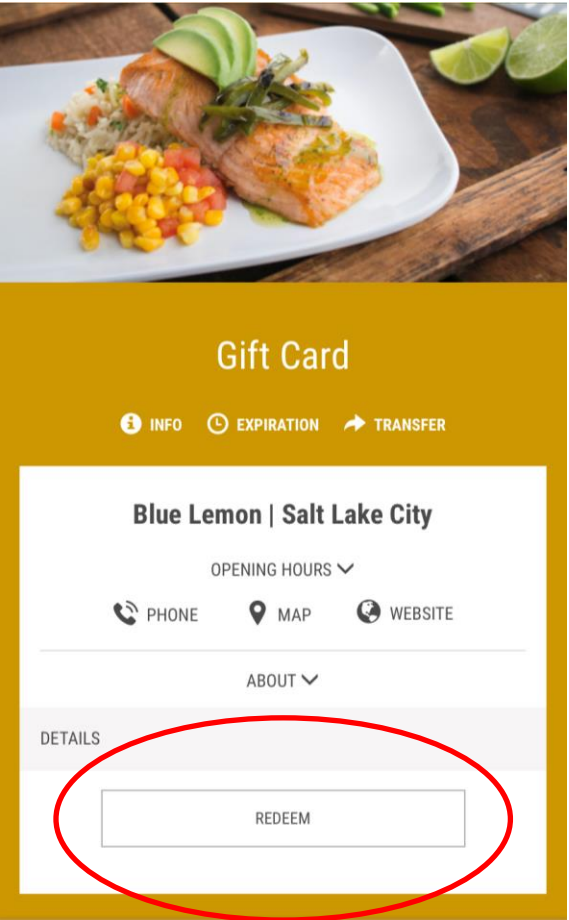 Gift Card
INFO EXPIRATION TRANSFER
Blue Lemon | Salt Lake City
OPENING HOURS
PHONE MAP WEBSITE
ABOUT
DETAILS
REDEEM